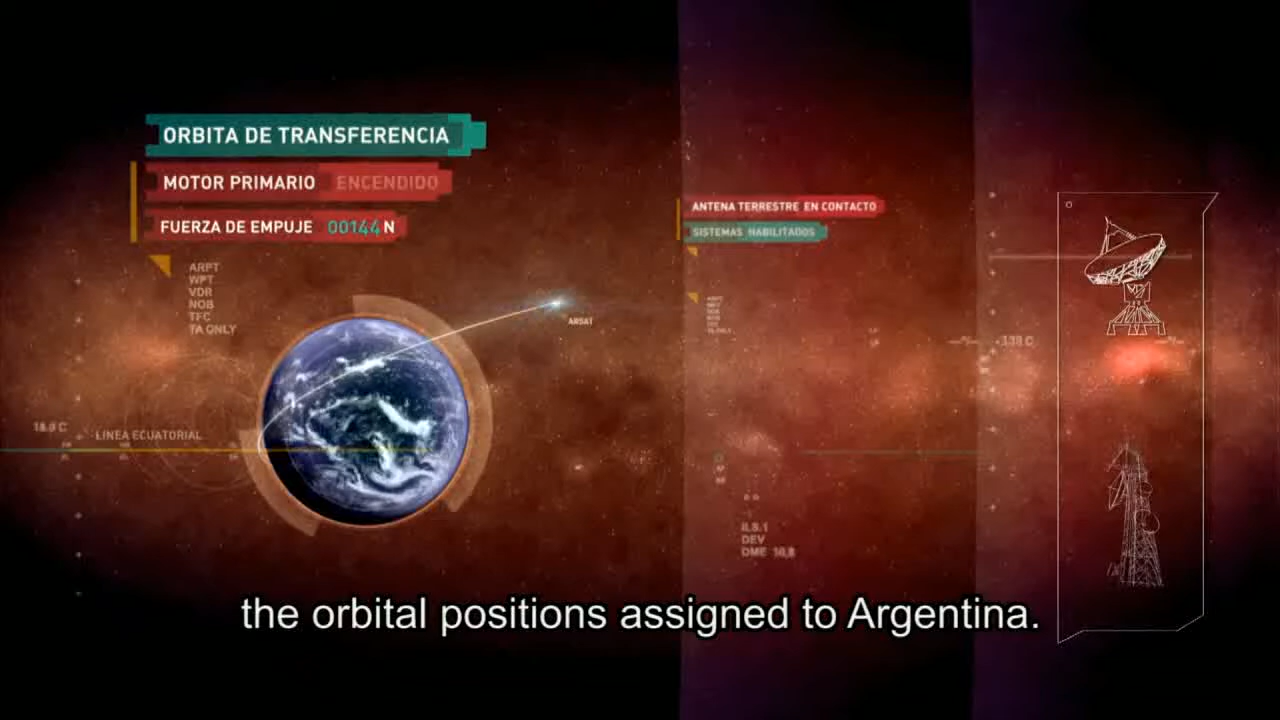 ORBITA DE TRANSFERENCIA
MOTOR PRIMARIO ENCENDIDO
FUERZA DE EMPUJE 00144 N
ARPT
WPT
VDR
NOB
TFC
TA ONLY
ANTENA TERRESTRE EN CONTACTO
SISTEMAS HABILITADOS
ARSAT
LINEA ECUATORIAL
ILS.1
DEV
DME
the orbital positions assigned to Argentina.